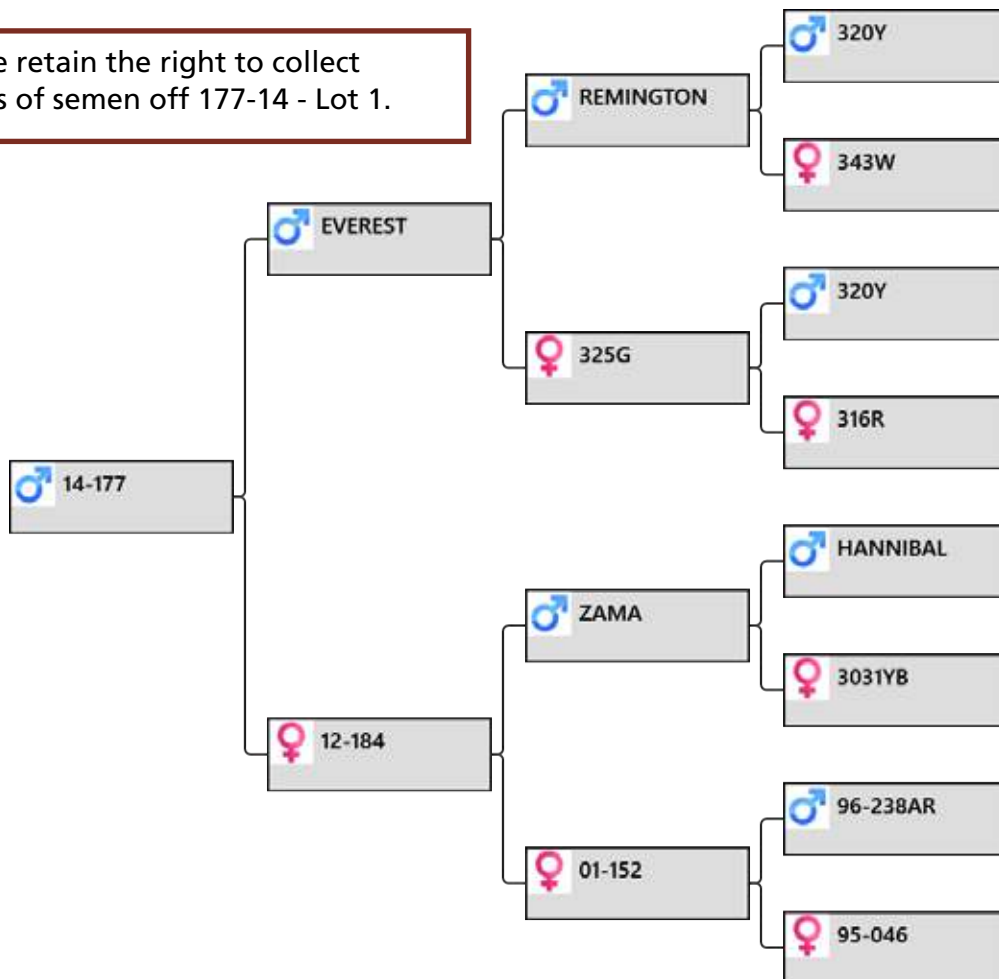 e retain the right to collect
s of semen off 177-14 - Lot 1.
320Y
REMINGTON
343W
EVEREST
320Y
325G
316R
14-177
HANNIBAL
ZAMA
3031YB
12-184
96-238AR
01-152
95-046